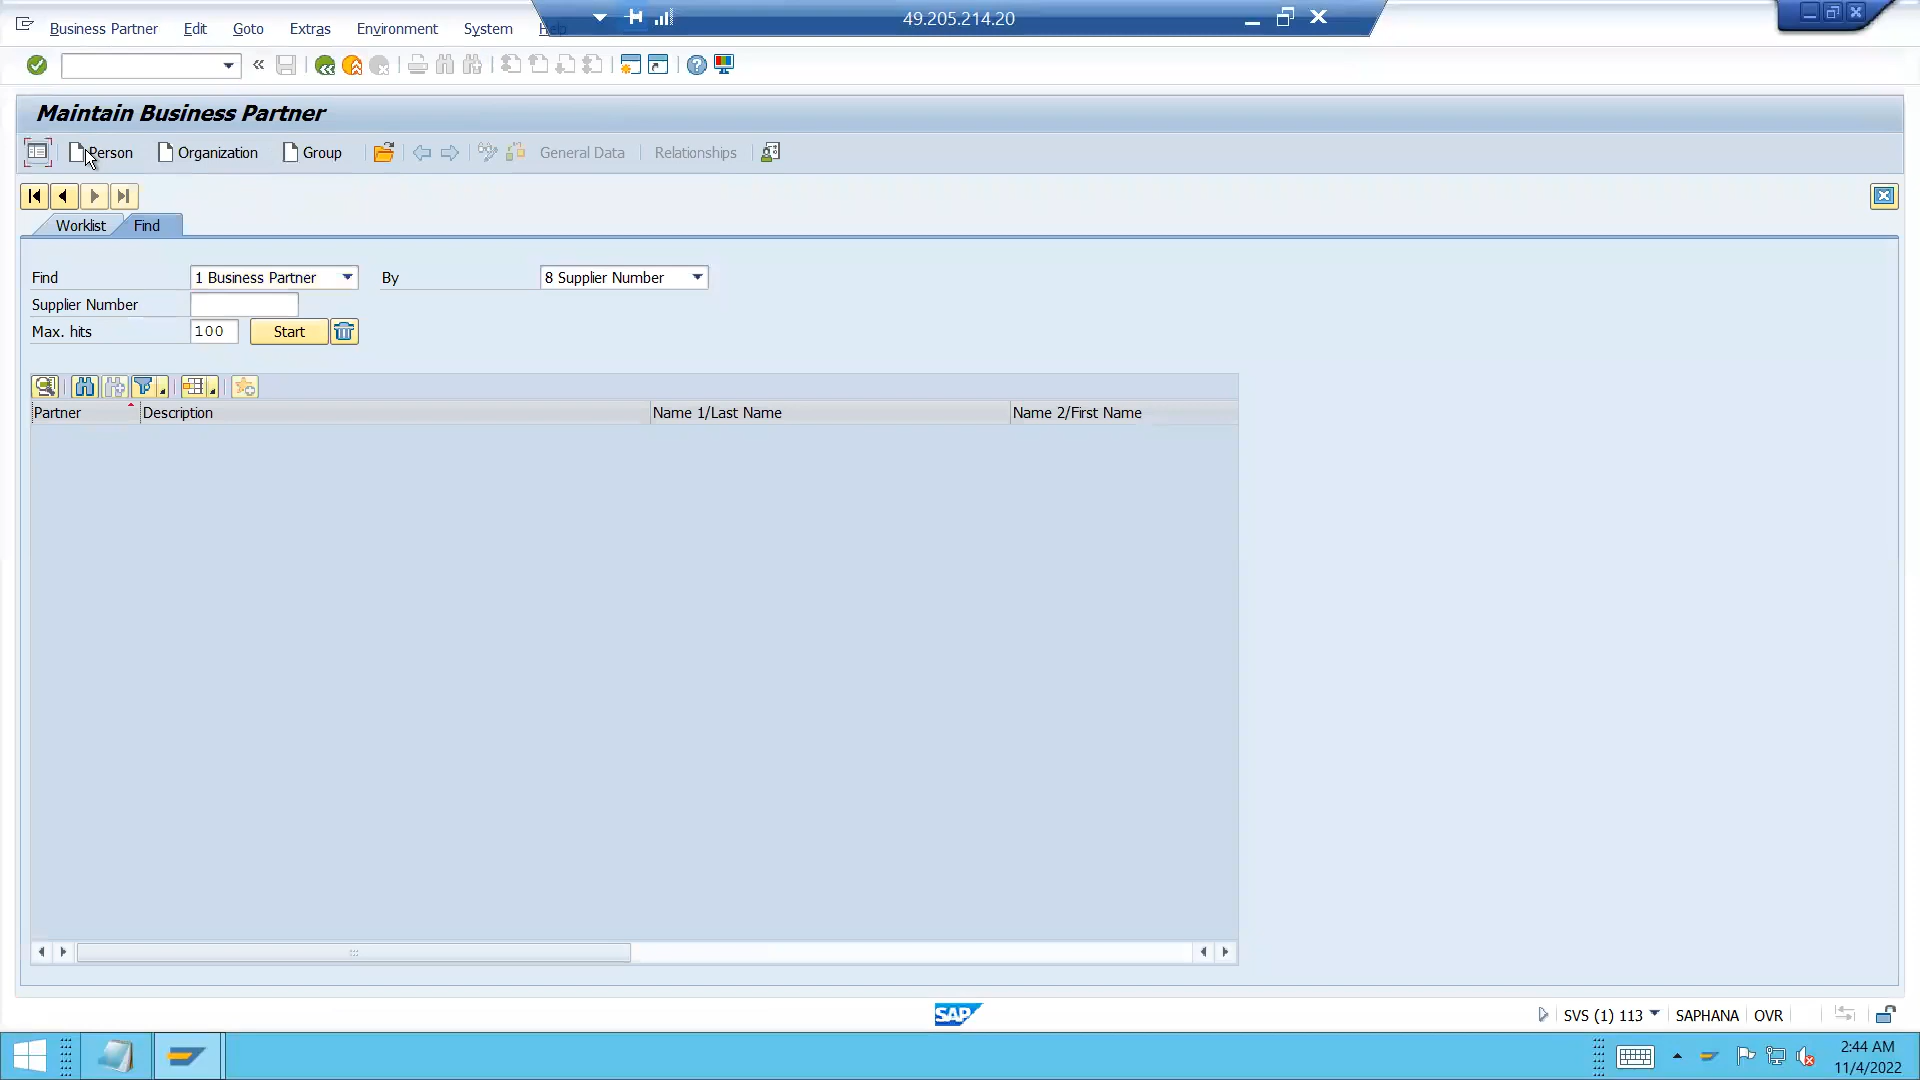 49.205.214.20
Business Partner Edit Goto Extras Environment System Help
Maintain Business Partner
Person Organization Group General Data Relationships
Worklist Find
Find 1 Business Partner By 8 Supplier Number
Supplier Number
Max. hits 100 Start
Partner Description Name 1/Last Name Name 2/First Name
SAP SVS (1) 113 SAPHANA OVR
2:44 AM
11/4/2022